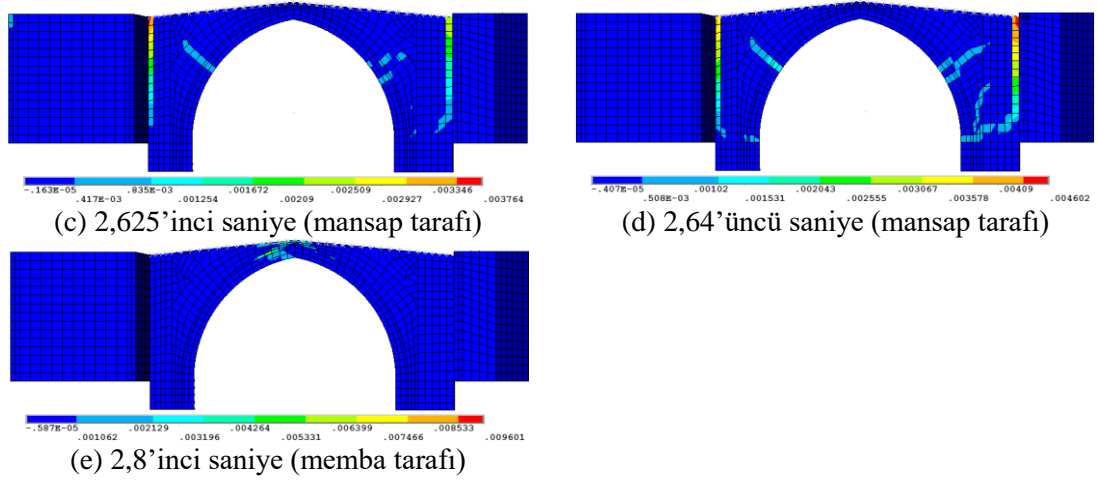 -.163E-05 .835E-03 .001672 .002509 .003346
.417E-03 .001254 .00209 .002927 .003764
(c) 2,625’inci saniye (mansap tarafı)
-.407E-05 .00102 .002043 .003067 .00409
.508E-03 .001531 .002555 .003578 .004602
(d) 2,64’üncü saniye (mansap tarafı)
-.587E-05 .002129 .004264 .006399 .008533
.001062 .003196 .005331 .007466 .009601
(e) 2,8’inci saniye (memba tarafı)